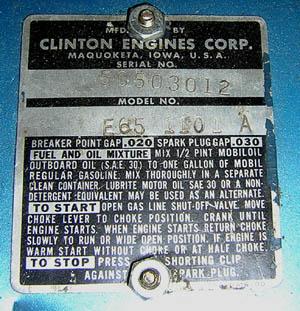 MFD. BY
CLINTON ENGINES CORP.
MAQUOKETA, IOWA, U.S.A.
SERIAL NO.
03012
MODEL NO.
E65 A
BREAKER POINT GAP .020 SPARK PLUG GAP .030
FUEL AND OIL MIXTURE MIX 1/2 PINT MOBILOIL
OUTBOARD OIL (S.A.E. 30) TO ONE GALLON OF MOBIL
REGULAR GASOLINE. MIX THOROUGHLY IN A SEPARATE
CLEAN CONTAINER. LUBRITE MOTOR OIL SAE 30 OR A NON-
DETERGENT EQUIVALENT MAY BE USED AS AN ALTERNATIVE.
TO START OPEN GAS LINE SHUT-OFF VALVE. MOVE
CHOKE LEVER TO CHOKE POSITION. CRANK UNTIL
ENGINE STARTS. WHEN ENGINE STARTS RETURN CHOKE
SLOWLY TO RUN OR WIDE OPEN POSITION. IF ENGINE IS
WARM START WITHOUT CHOKE OR AT HALF CHOKE.
TO STOP PRESS SHORTING CLIP
AGAINST SPARK PLUG.